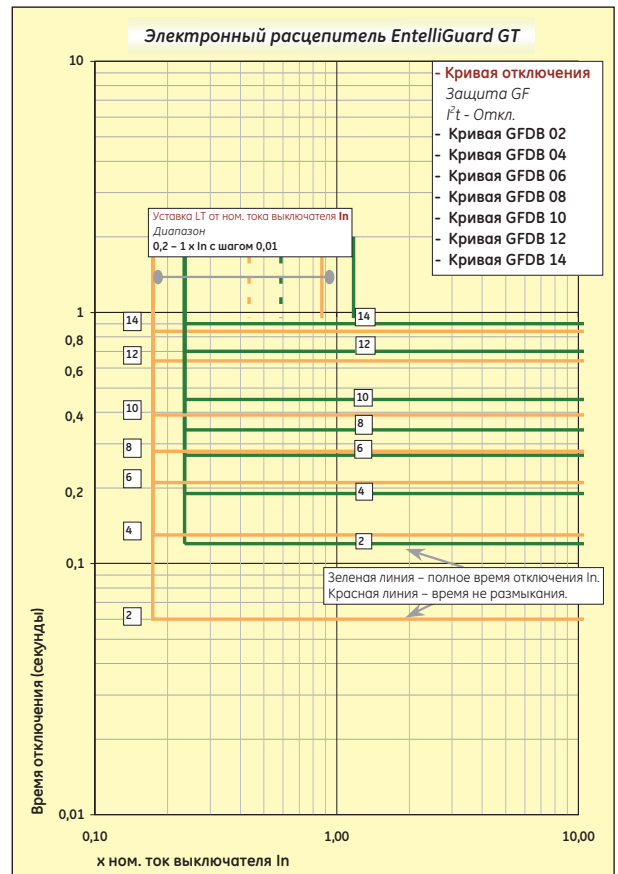 Электронный расцепитель EntelliGuard GT
10
- Кривая отключения
Защита GF
I²t - Откл.
- Кривая GFDB 02
- Кривая GFDB 04
- Кривая GFDB 06
- Кривая GFDB 08
- Кривая GFDB 10
- Кривая GFDB 12
- Кривая GFDB 14
Уставка LT от ном. тока выключателя In
Диапазон
0,2 – 1 x In с шагом 0,01
1
14
14
0,8
12
12
0,6
10
10
0,4
8
8
6
6
0,2
4
4
2
0,1
Зеленая линия – полное время отключения In.
Красная линия – время не размыкания.
2
Время отключения (секунды)
0,01
0,10
1,00
10,00
х ном. ток выключателя In